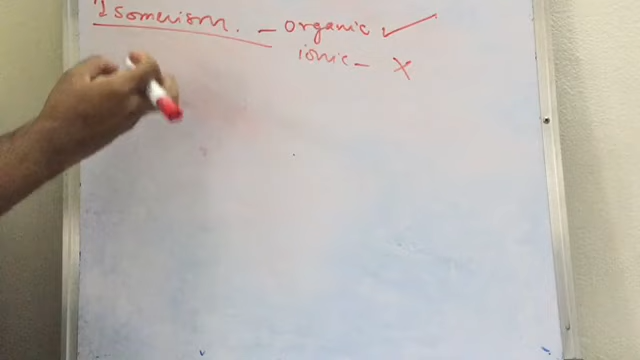 Isomerism. - organic ✓
ionic - X